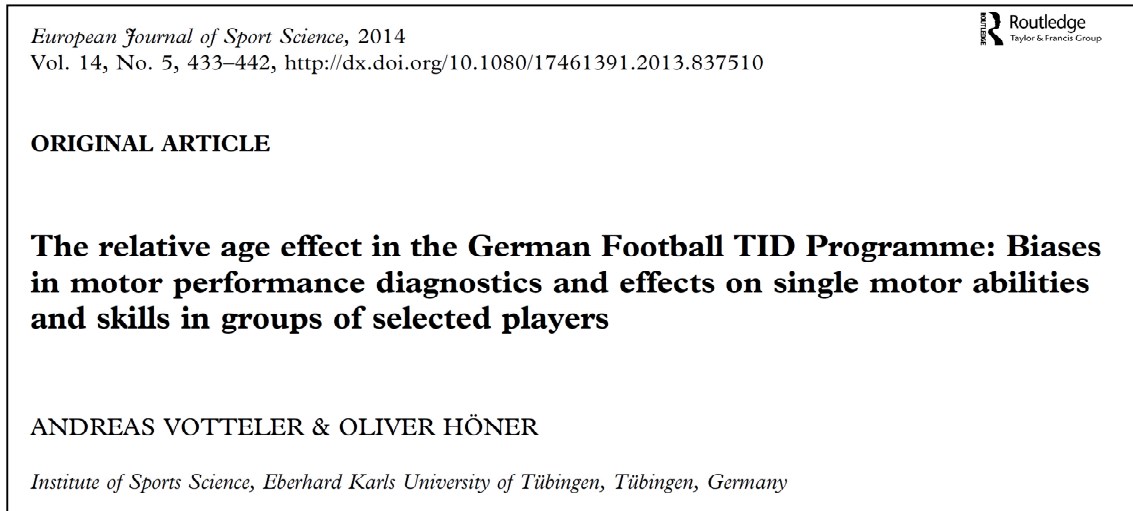 European Journal of Sport Science, 2014
Vol. 14, No. 5, 433–442, http://dx.doi.org/10.1080/17461391.2013.837510
ROUTLEDGE
Routledge
Taylor & Francis Group
ORIGINAL ARTICLE
The relative age effect in the German Football TID Programme: Biases
in motor performance diagnostics and effects on single motor abilities
and skills in groups of selected players
ANDREAS VOTTELER & OLIVER HÖNER
Institute of Sports Science, Eberhard Karls University of Tübingen, Tübingen, Germany